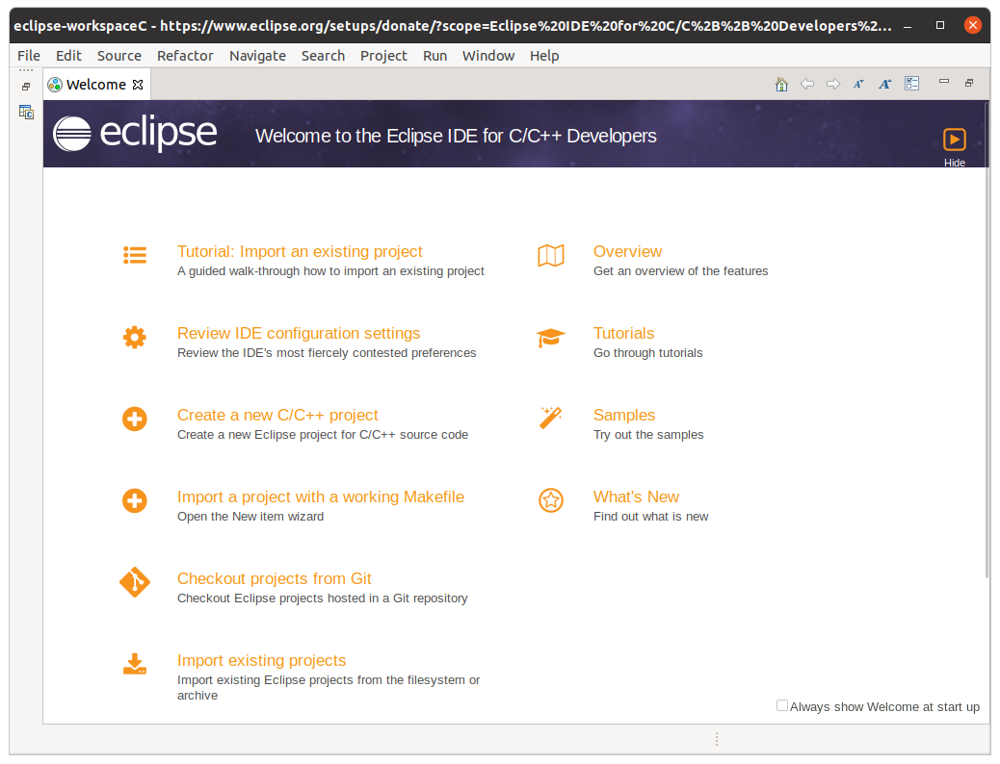 eclipse-workspaceC - https://www.eclipse.org/setups/donate/?scope=Eclipse%20IDE%20for%20C/C%2B%2B%20Developers%2...
File Edit Source Refactor Navigate Search Project Run Window Help
Welcome
eclipse
Welcome to the Eclipse IDE for C/C++ Developers
Hide
Tutorial: Import an existing project
A guided walk-through how to import an existing project
Review IDE configuration settings
Review the IDE's most fiercely contested preferences
Create a new C/C++ project
Create a new Eclipse project for C/C++ source code
Import a project with a working Makefile
Open the New item wizard
Checkout projects from Git
Checkout Eclipse projects hosted in a Git repository
Import existing projects
Import existing Eclipse projects from the filesystem or
archive
Overview
Get an overview of the features
Tutorials
Go through tutorials
Samples
Try out the samples
What's New
Find out what is new
Always show Welcome at start up